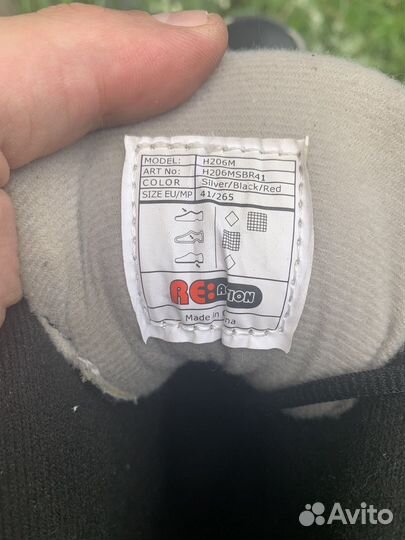 MODEL: H206M
ART No: H206MSBR41
COLOR Silver/Black/Red
SIZE EU/MP 41/265
RE:ACTION
Made in China
Avito